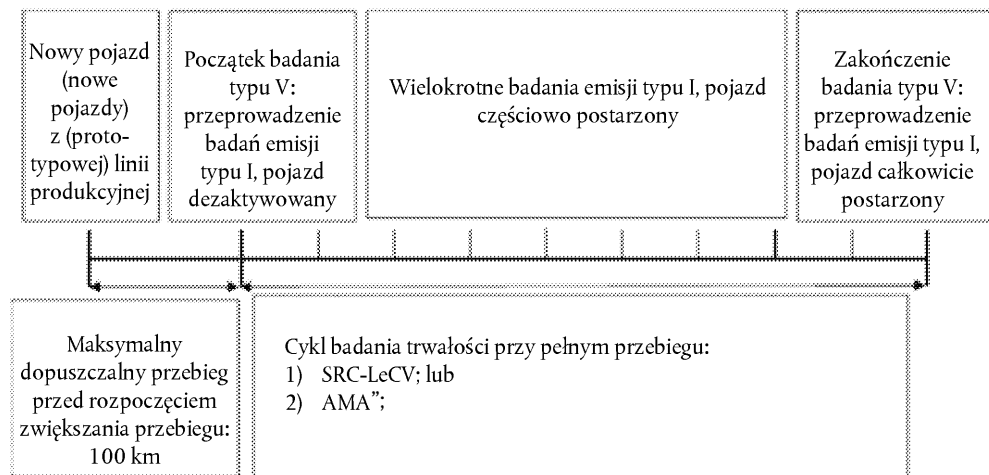 Nowy pojazd
(nowe
pojazdy)
z (proto-
typowej) linii
produkcyjnej
Początek badania
typu V:
przeprowadzenie
badań emisji
typu I, pojazd
dezaktywowany
Wielokrotne badania emisji typu I, pojazd
częściowo postarzony
Zakończenie
badania typu V:
przeprowadzenie
badań emisji typu I,
pojazd całkowicie
postarzony
Maksymalny
dopuszczalny przebieg
przed rozpoczęciem
zwiększania przebiegu:
100 km
Cykl badania trwałości przy pełnym przebiegu:
1) SRC-LeCV; lub
2) AMA”;